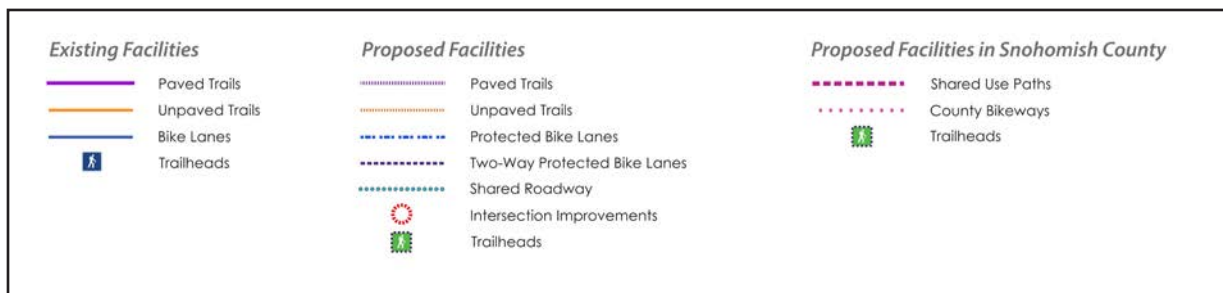 Existing Facilities
Paved Trails
Unpaved Trails
Bike Lanes
Trailheads
Proposed Facilities
Paved Trails
Unpaved Trails
Protected Bike Lanes
Two-Way Protected Bike Lanes
Shared Roadway
Intersection Improvements
Trailheads
Proposed Facilities in Snohomish County
Shared Use Paths
County Bikeways
Trailheads